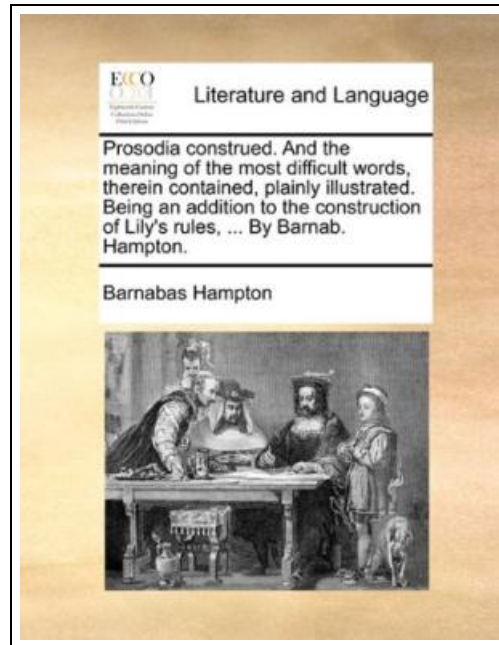 ECCO
Literature and Language
Prosodia construed. And the
meaning of the most difficult words,
therein contained, plainly illustrated.
Being an addition to the construction
of Lily's rules, ... By Barnab.
Hampton.
Barnabas Hampton